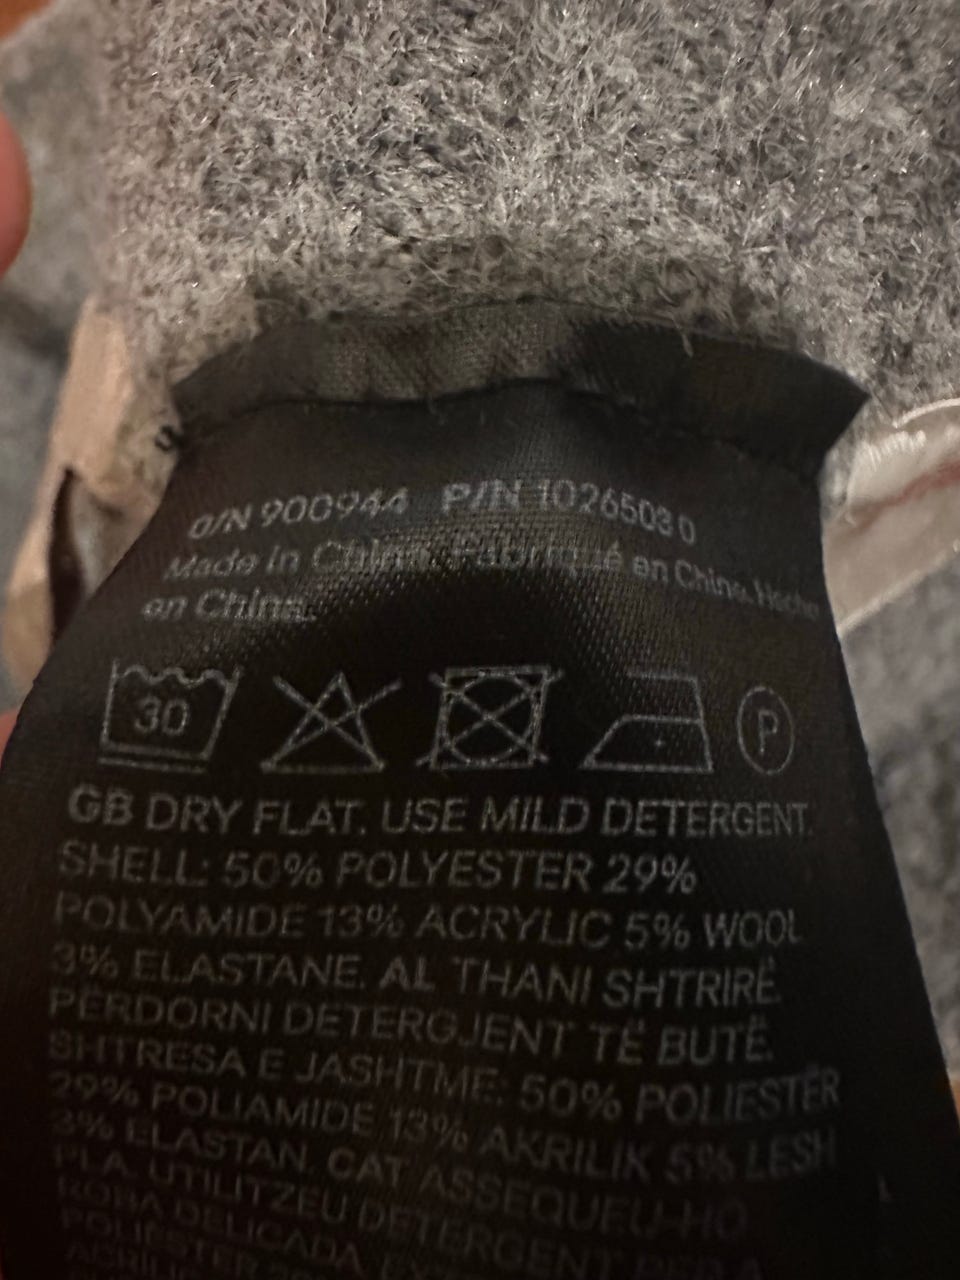 O/N 900944 P/N 1026503 0
Made in China. Fabriqué en China. Hecho
en China.
30
P
GB DRY FLAT. USE MILD DETERGENT.
SHELL: 50% POLYESTER 29%
POLYAMIDE 13% ACRYLIC 5% WOOL
3% ELASTANE. AL THANI SHTRIRË.
PËRDORNI DETERGJENT TË BUTË.
SHTRESA E JASHTME: 50% POLIESTËR
29% POLIAMIDE 13% AKRILIK 5% LESH
3% ELASTAN. CAT ASSEQUEU-HO
PLA. UTILITZEU DETERGENT PER A
ROBA DELICADA.
POLIÈSTER